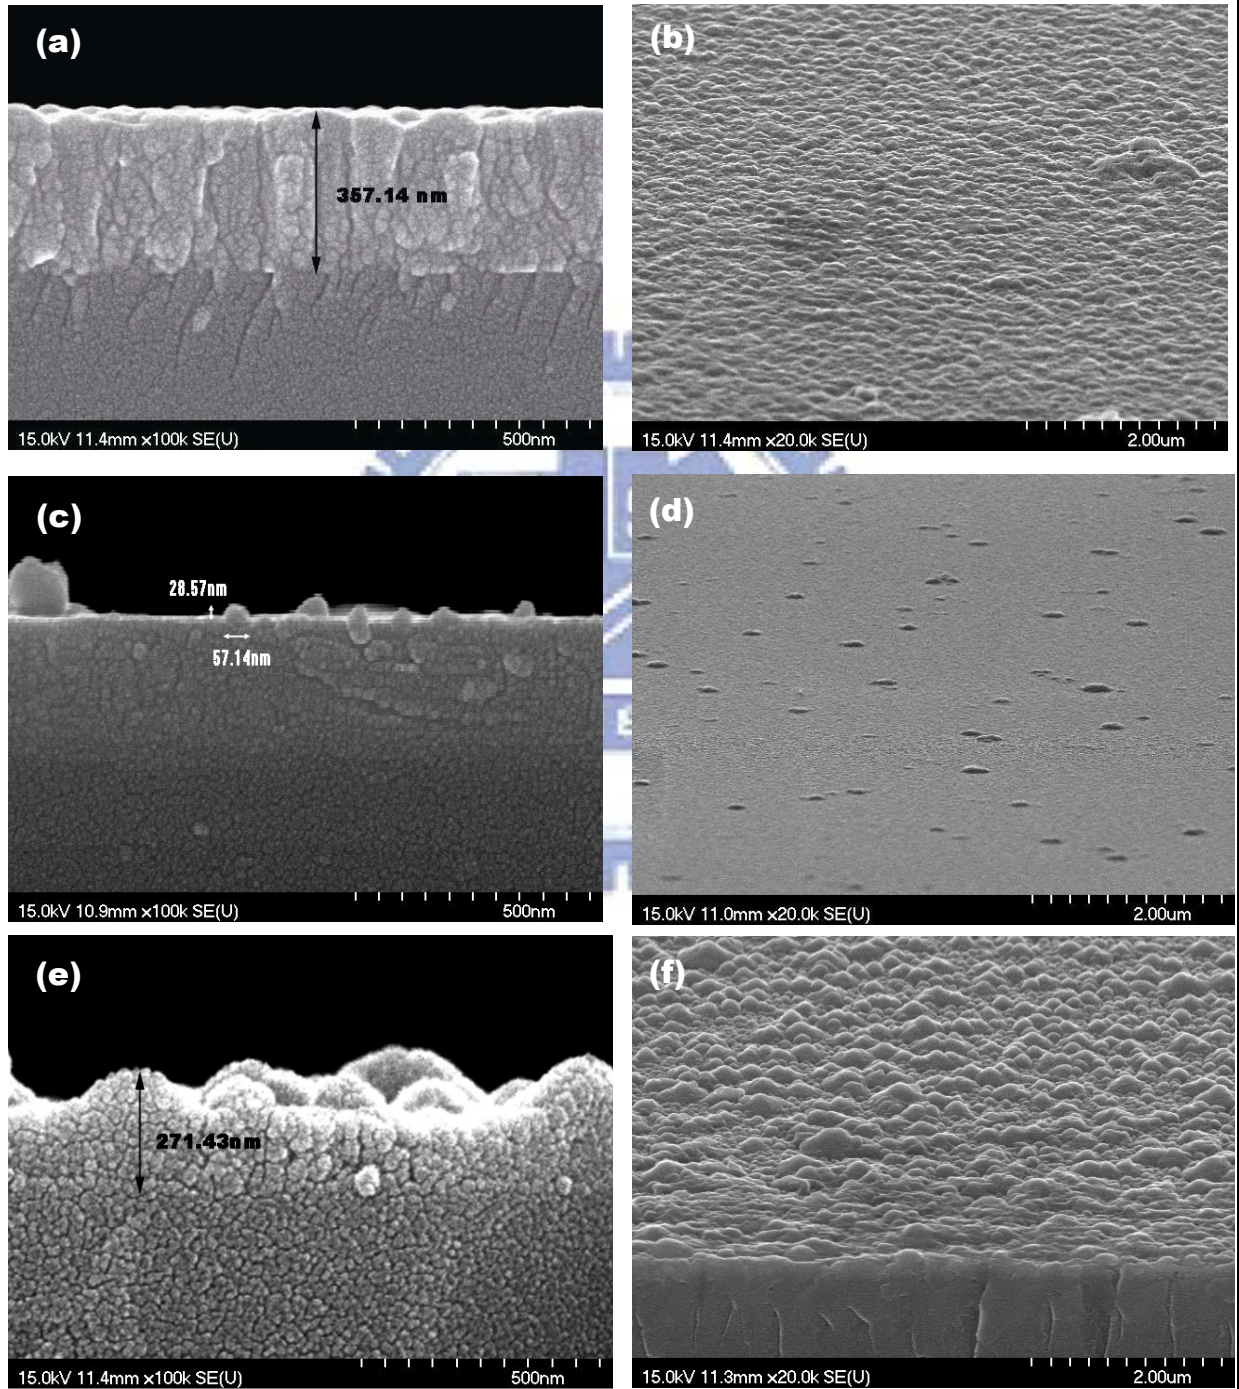 (a)
357.14 nm
15.0kV 11.4mm x100k SE(U)
500nm
(b)
15.0kV 11.4mm x20.0k SE(U)
2.00um
(c)
28.57nm
57.14nm
15.0kV 10.9mm x100k SE(U)
500nm
(d)
15.0kV 11.0mm x20.0k SE(U)
2.00um
(e)
271.43nm
15.0kV 11.4mm x100k SE(U)
500nm
(f)
15.0kV 11.3mm x20.0k SE(U)
2.00um